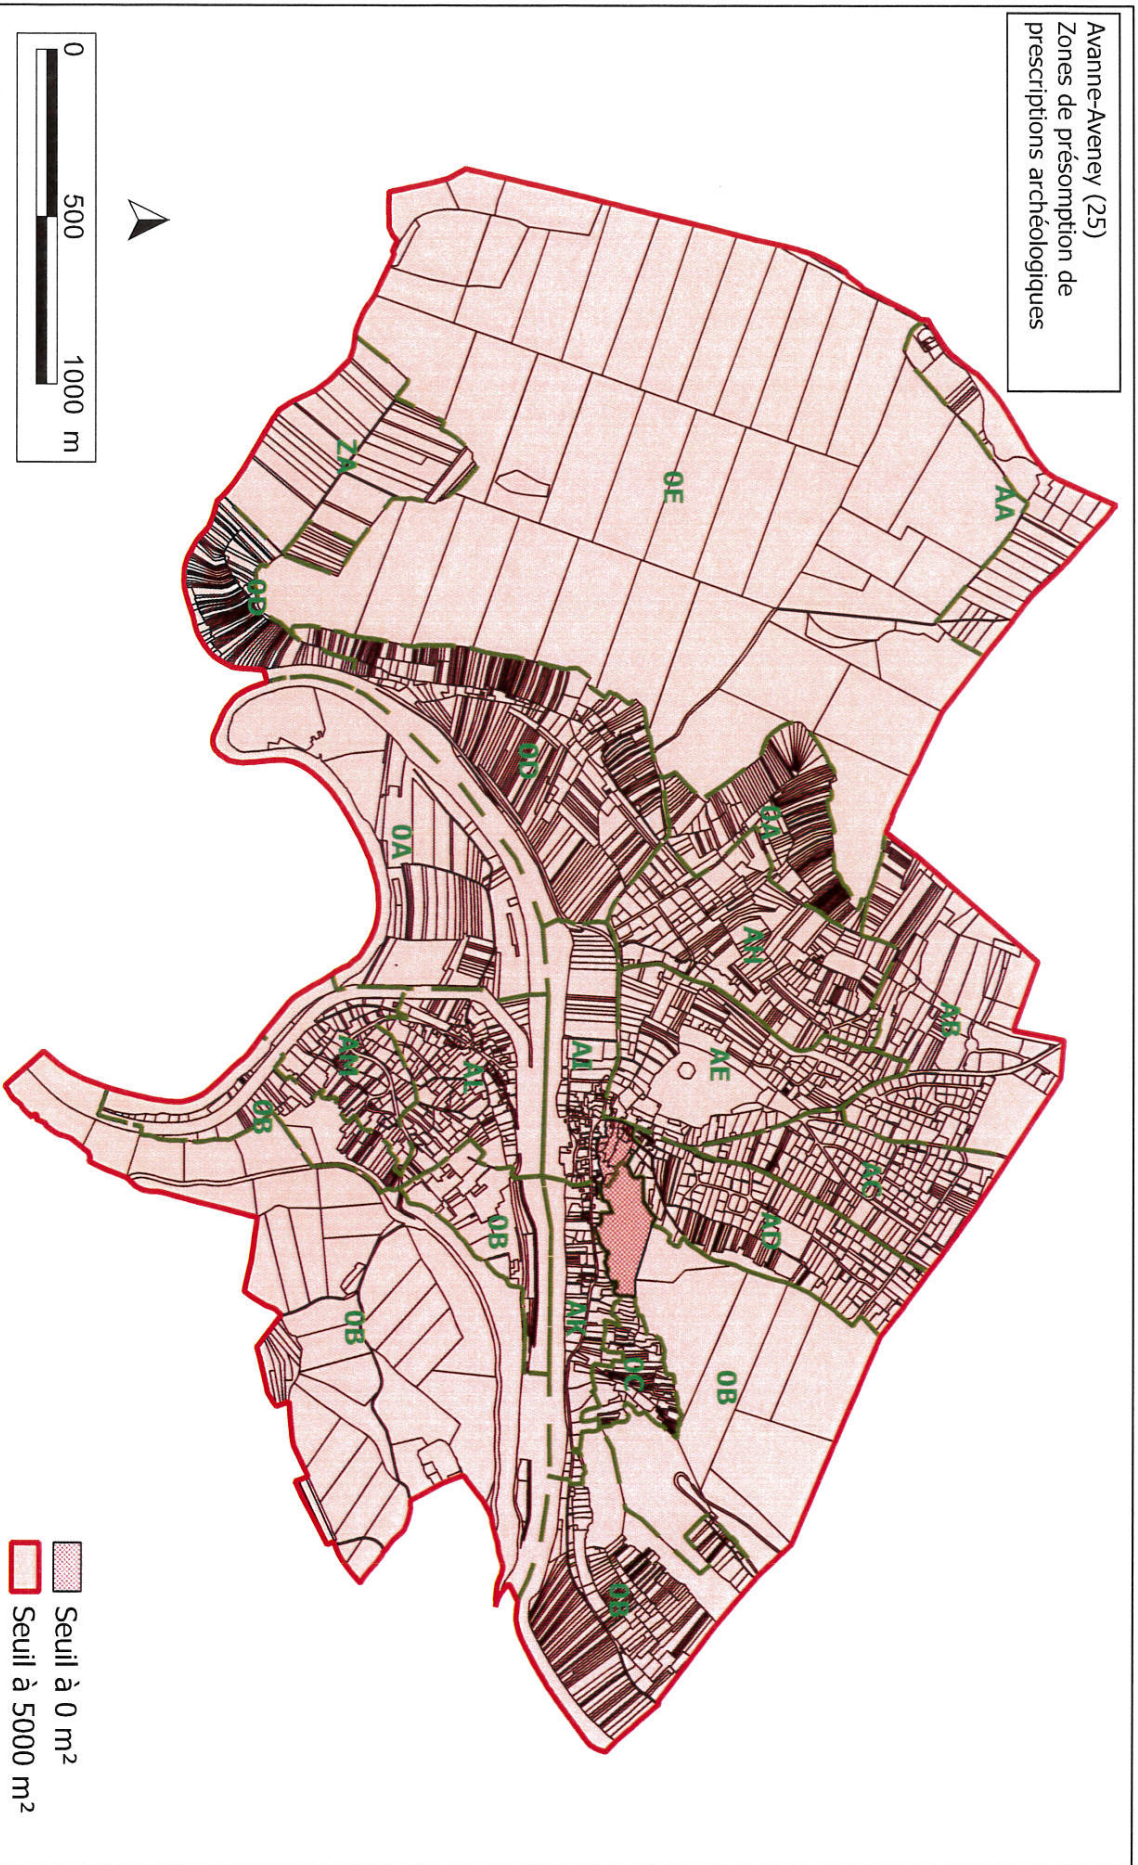 Avanne-Aveney (25)
Zones de présomption de
prescriptions archéologiques
AA
0E
ZA
0D
0D
0A
0A
AH
AB
AE
AI
AC
AD
AL
AM
0B
0B
0B
AK
0C
0B
0B
0 500 1000 m
Seuil à 0 m²
Seuil à 5000 m²